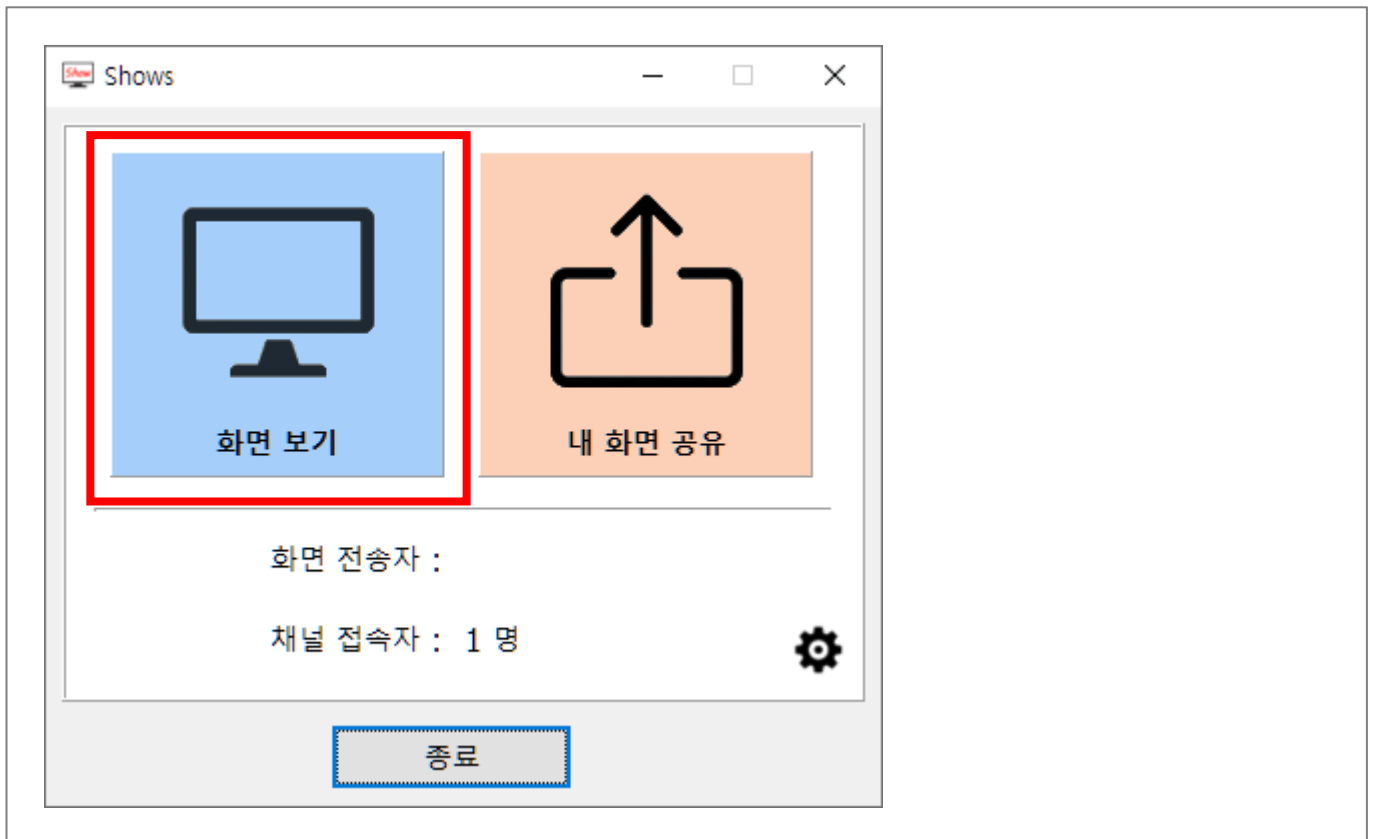 Show Shows
화면 보기
내 화면 공유
화면 전송자 :
채널 접속자 : 1 명
종료